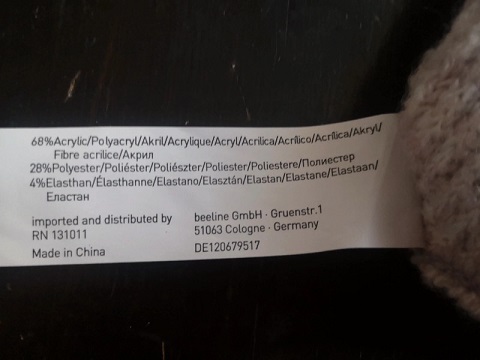 68%Acrylic/Polyacryl/Akril/Acrylique/Acryl/Acrilica/Acrílico/Acrílica/Akryl/
Fibre acrilice/Акрил
28%Polyester/Poliéster/Poliészter/Poliester/Poliestere/Полиестер
4%Elasthan/Élasthanne/Elastano/Elasztán/Elastan/Elastane/Elastaan/
Еластан
imported and distributed by
RN 131011
Made in China
beeline GmbH · Gruenstr.1
51063 Cologne · Germany
DE120679517